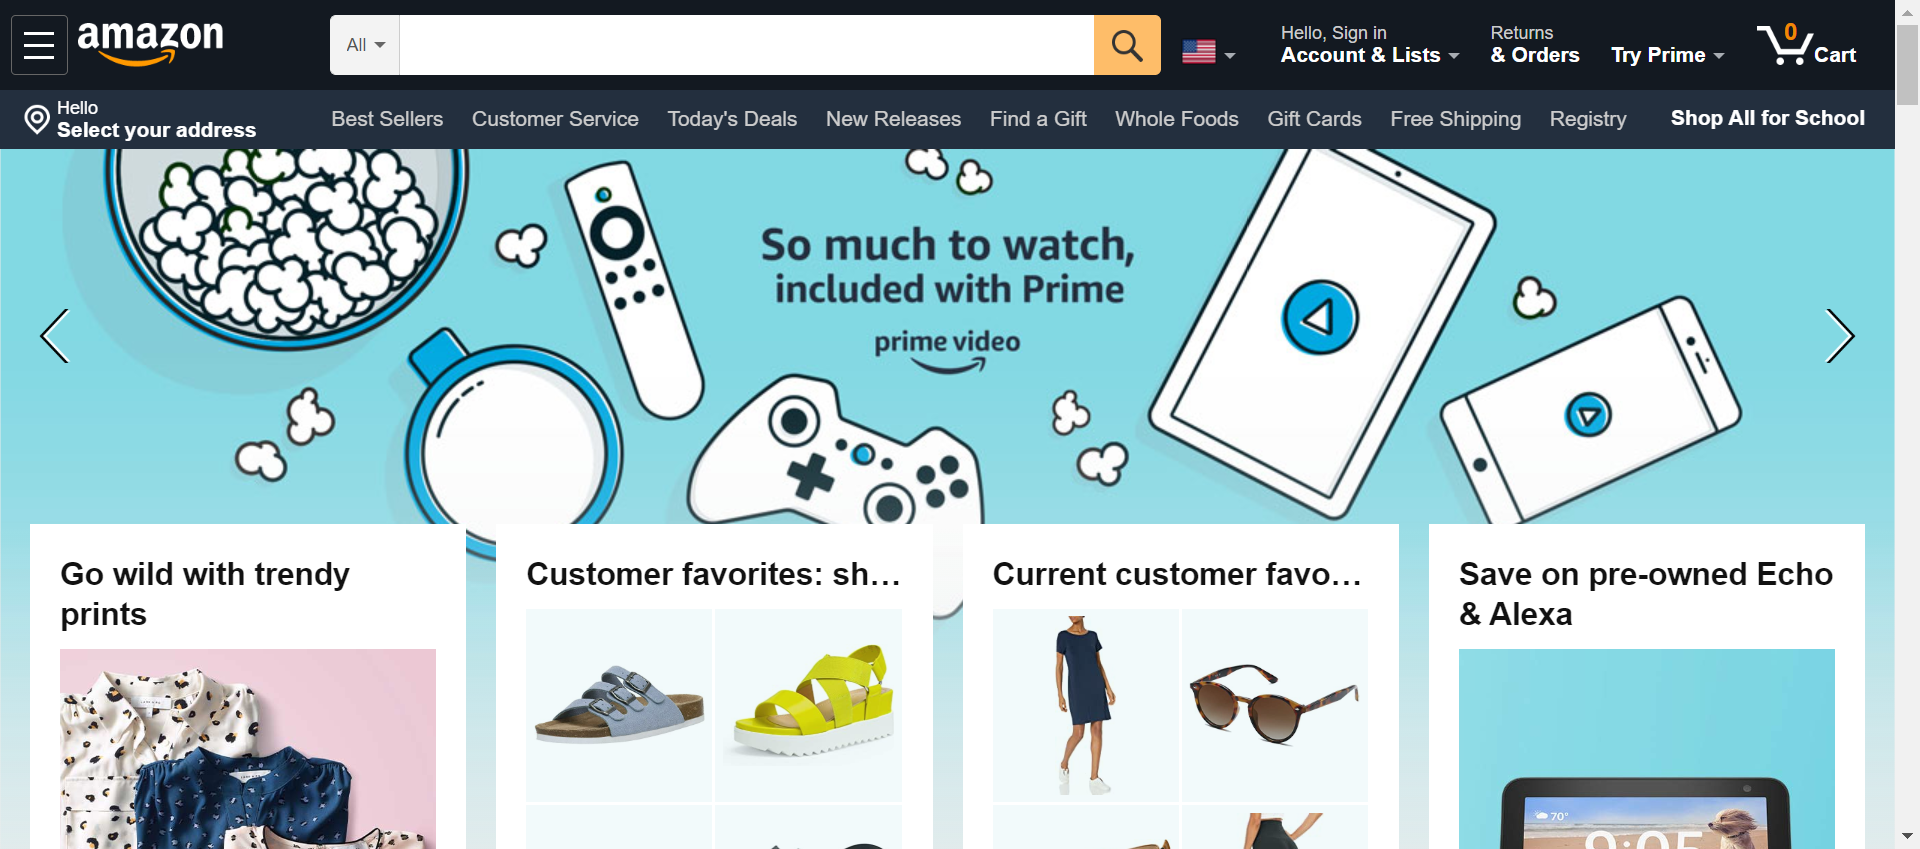 amazon
All
Hello, Sign in
Account & Lists
Returns
& Orders
Try Prime
0
Cart
Hello
Select your address
Best Sellers
Customer Service
Today's Deals
New Releases
Find a Gift
Whole Foods
Gift Cards
Free Shipping
Registry
Shop All for School
So much to watch,
included with Prime
prime video
Go wild with trendy
prints
Customer favorites: sh...
Current customer favo...
Save on pre-owned Echo
& Alexa
70°
9:05